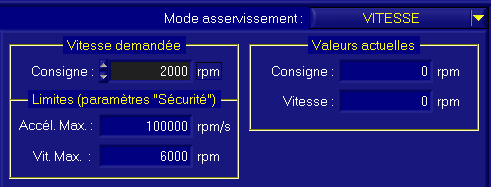 Mode asservissement : VITESSE
Vitesse demandée
Consigne : 2000 rpm
Limites (paramètres "Sécurité")
Accél. Max. : 100000 rpm/s
Vit. Max. : 6000 rpm
Valeurs actuelles
Consigne : 0 rpm
Vitesse : 0 rpm